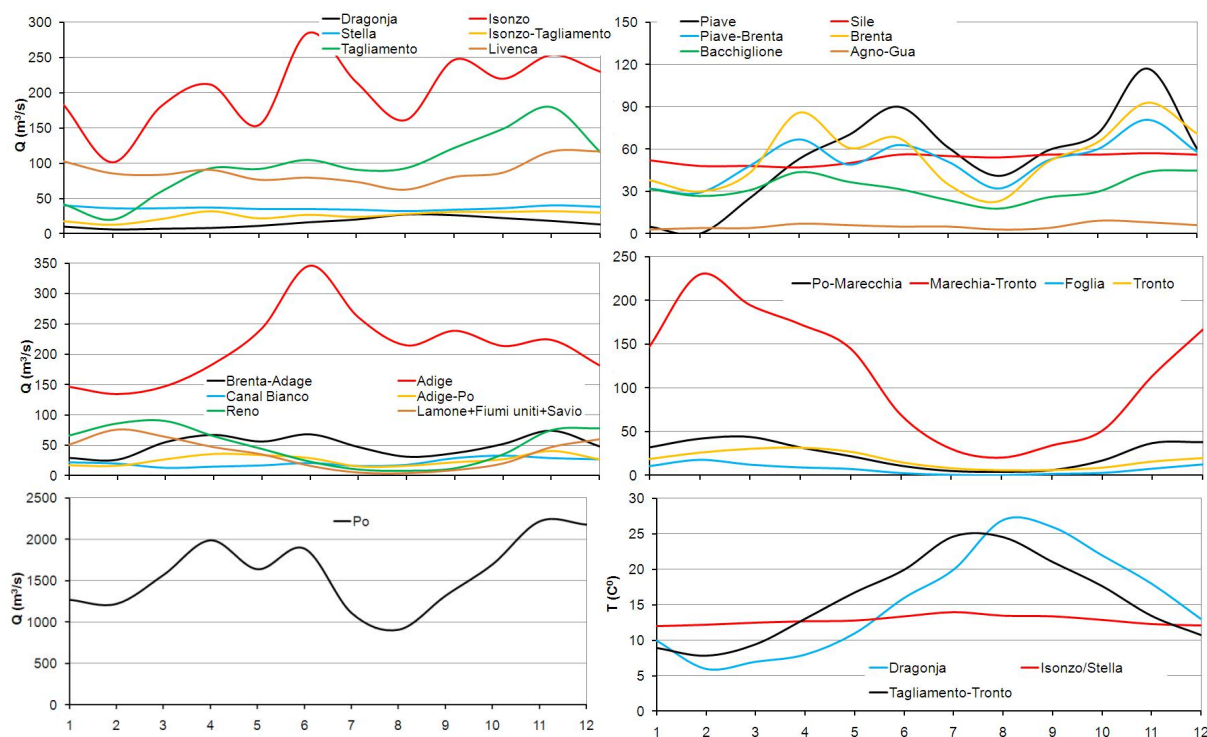 300
250
200
150
100
50
0
Q (m³/s)
Dragonja
Isonzo
Stella
Isonzo-Tagliamento
Tagliamento
Livenca
150
120
90
60
30
0
Piave
Sile
Piave-Brenta
Brenta
Bacchiglione
Agno-Gua
350
300
250
200
150
100
50
0
Q (m³/s)
Brenta-Adage
Adige
Canal Bianco
Adige-Po
Reno
Lamone+Fiumi uniti+Savio
250
200
150
100
50
0
Po-Marecchia
Marechia-Tronto
Foglia
Tronto
2500
2000
1500
1000
500
0
Q (m³/s)
Po
1 2 3 4 5 6 7 8 9 10 11 12
30
25
20
15
10
5
0
T (C⁰)
Dragonja
Isonzo/Stella
Tagliamento-Tronto
1 2 3 4 5 6 7 8 9 10 11 12